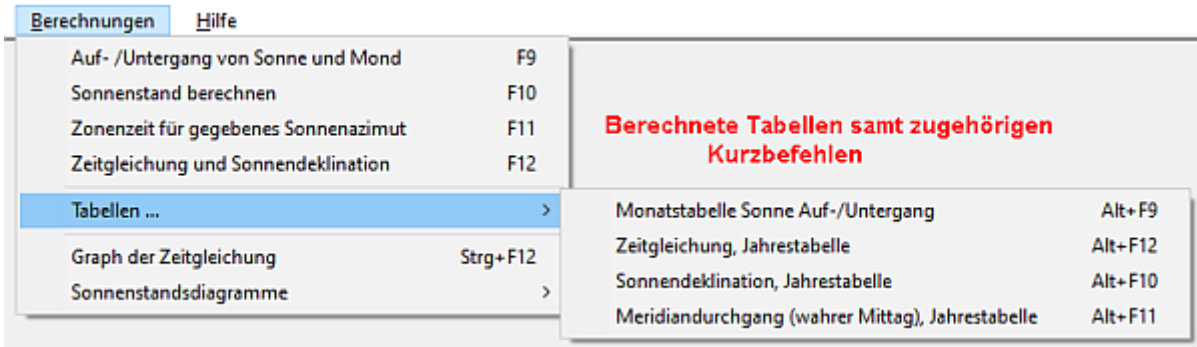 Berechnungen Hilfe
Auf- /Untergang von Sonne und Mond F9
Sonnenstand berechnen F10
Zonenzeit für gegebenes Sonnenazimut F11
Zeitgleichung und Sonnendeklination F12
Tabellen ... >
Graph der Zeitgleichung Strg+F12
Sonnenstandsdiagramme >
Berechnete Tabellen samt zugehörigen
Kurzbefehlen
Monatstabelle Sonne Auf-/Untergang Alt+F9
Zeitgleichung, Jahrestabelle Alt+F12
Sonnendeklination, Jahrestabelle Alt+F10
Meridiandurchgang (wahrer Mittag), Jahrestabelle Alt+F11